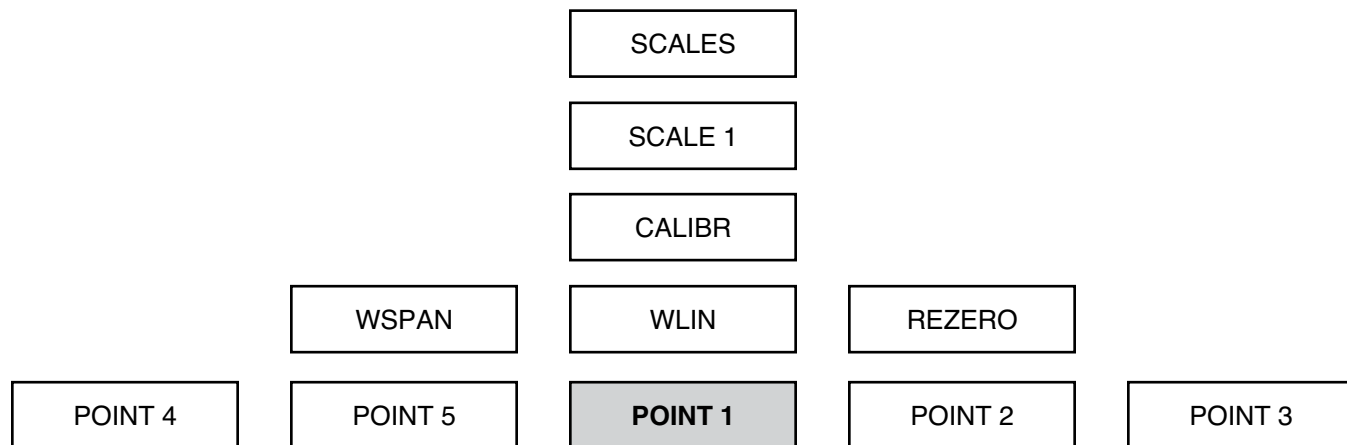 SCALES
SCALE 1
CALIBR
WSPAN WLIN REZERO
POINT 4 POINT 5 POINT 1 POINT 2 POINT 3